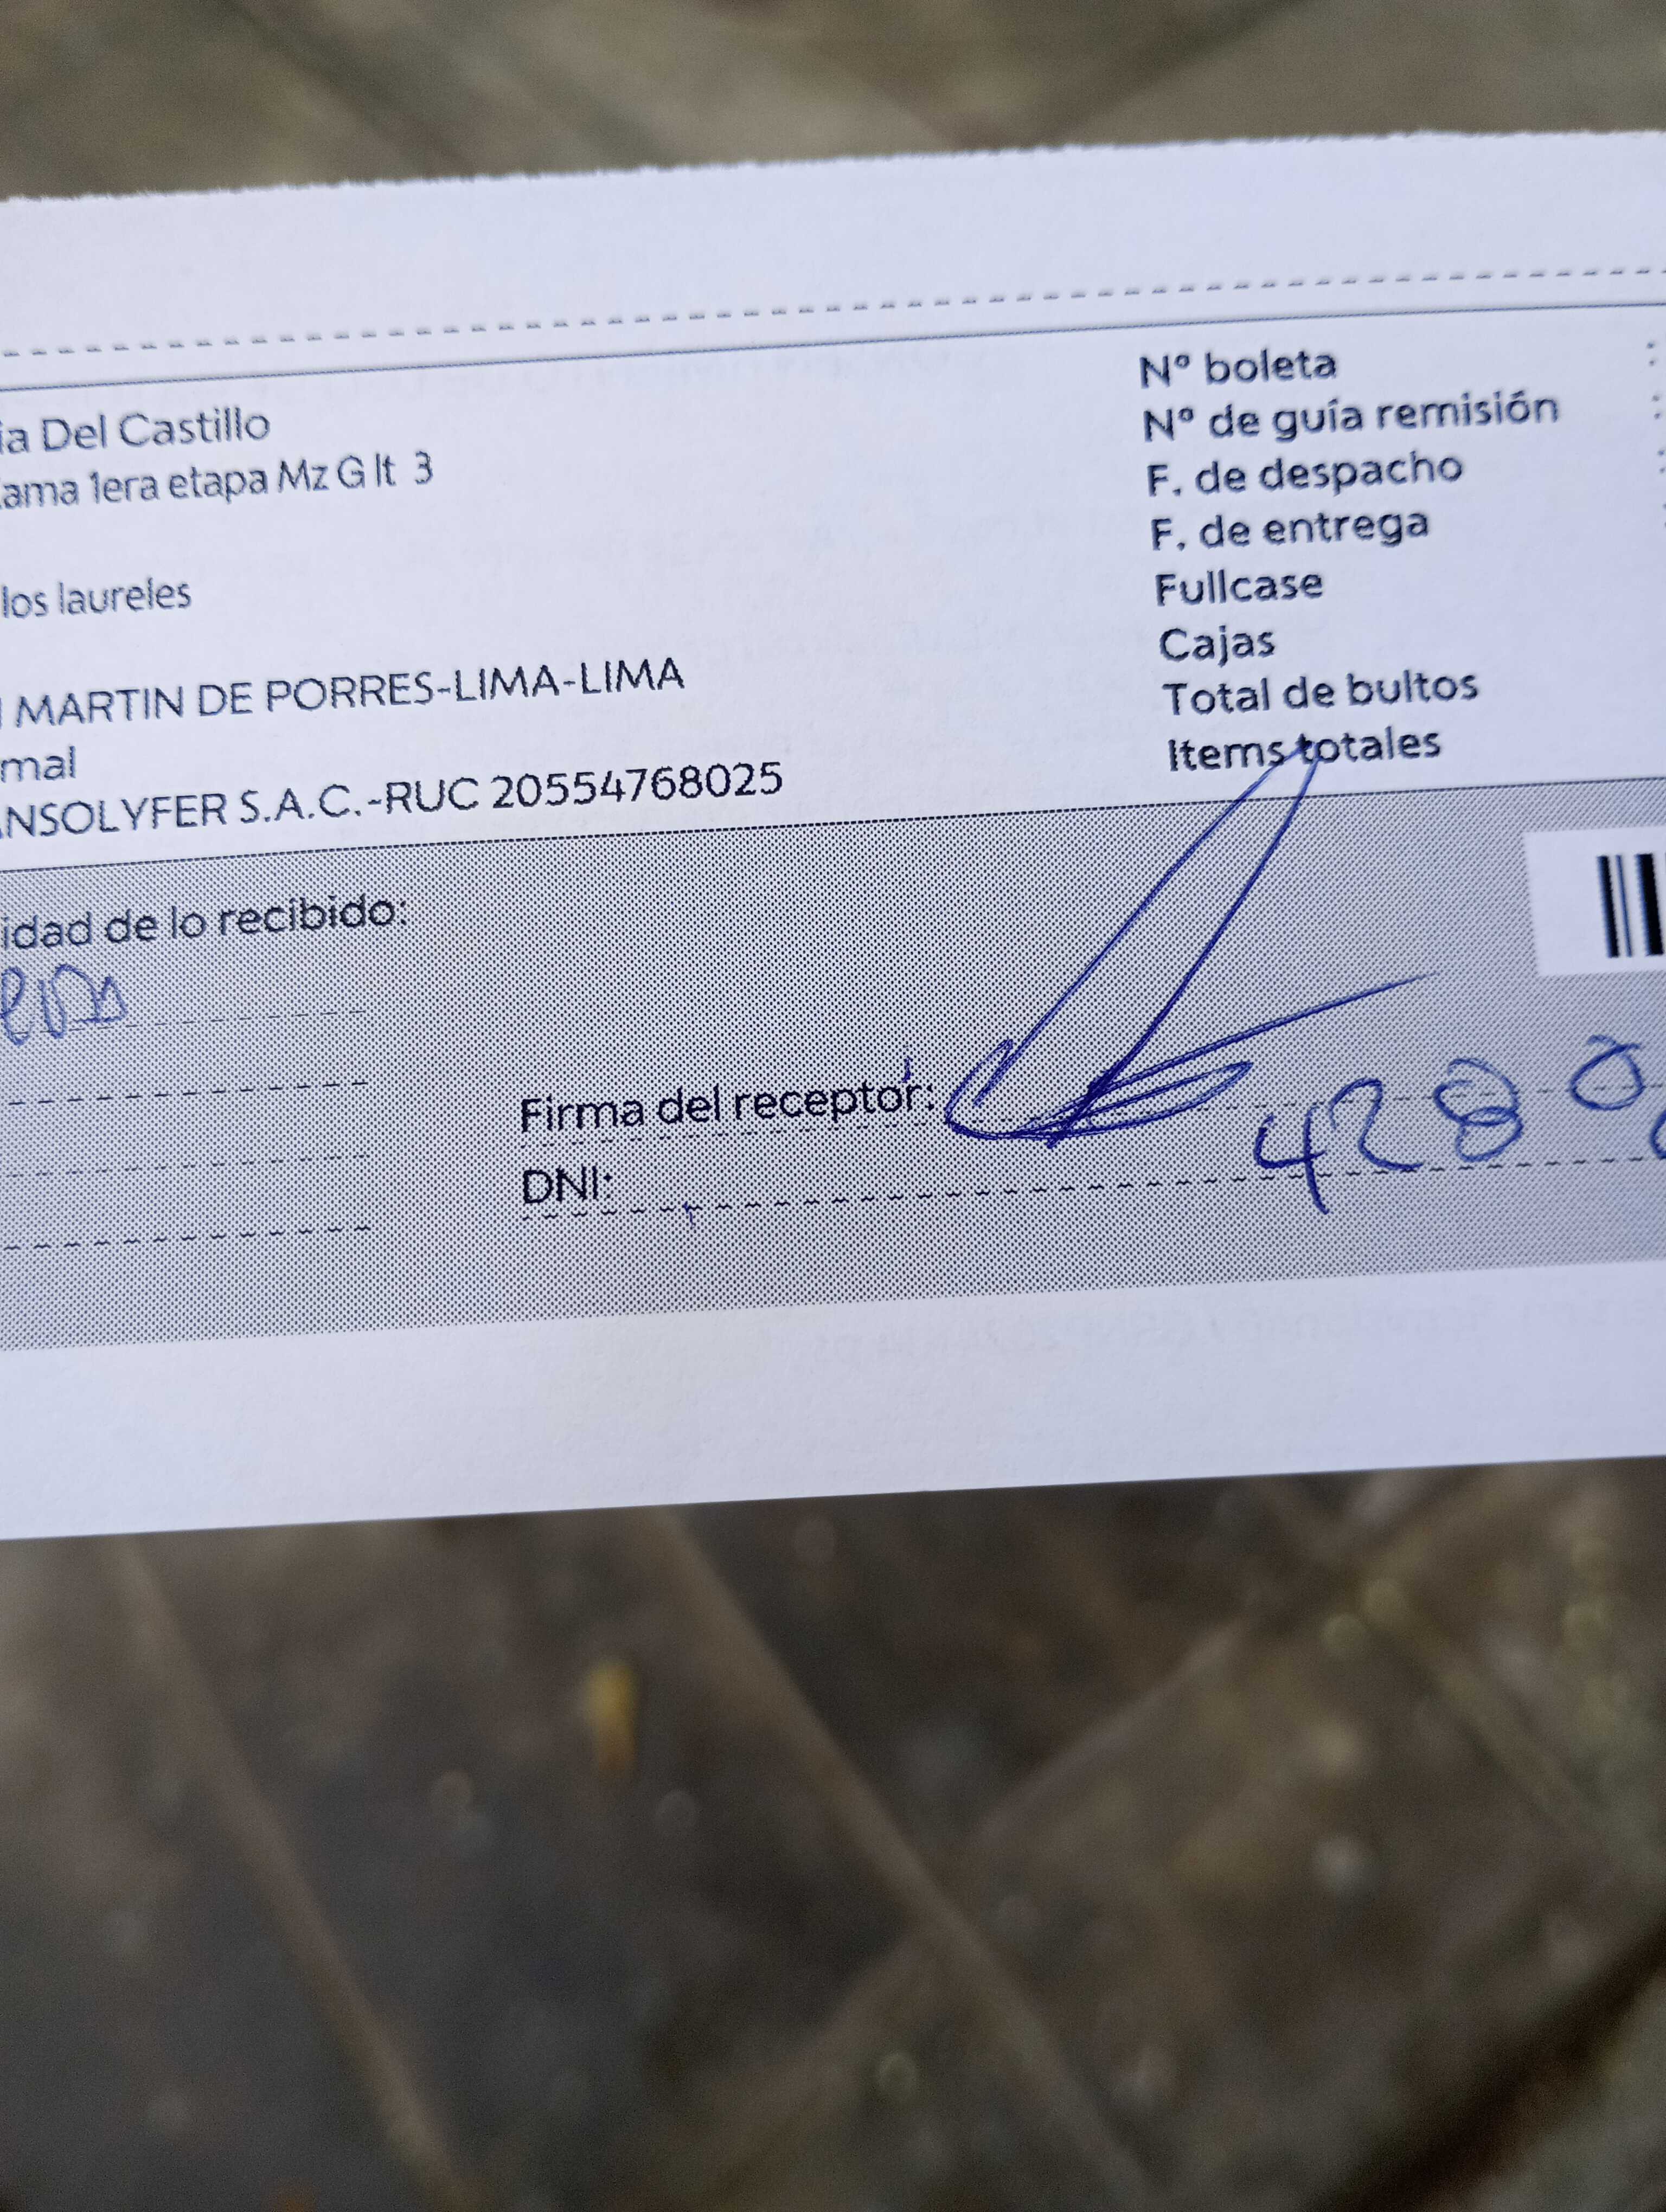 ia Del Castillo
ama 1era etapa Mz G lt 3
los laureles
MARTIN DE PORRES-LIMA-LIMA
mal
NSOLYFER S.A.C.-RUC 20554768025
Nº boleta :
Nº de guía remisión :
F. de despacho :
F. de entrega :
Fullcase
Cajas
Total de bultos
Items totales
idad de lo recibido:
Firma del receptor:
DNI: 4280